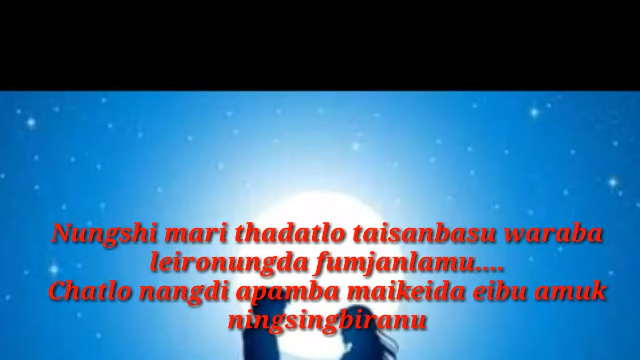 Nungshi mari thadatlo taisanbasu waraba
leironungda fumjanlamu....
Chatlo nangdi apamba maikeida eibu amuk
ningsingbiranu